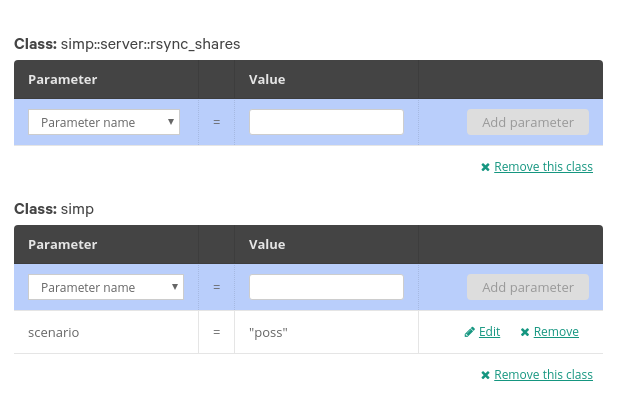 Class: simp::server::rsync_shares
Parameter Value
Parameter name = Add parameter
Remove this class
Class: simp
Parameter Value
Parameter name = Add parameter
scenario = "poss" Edit Remove
Remove this class